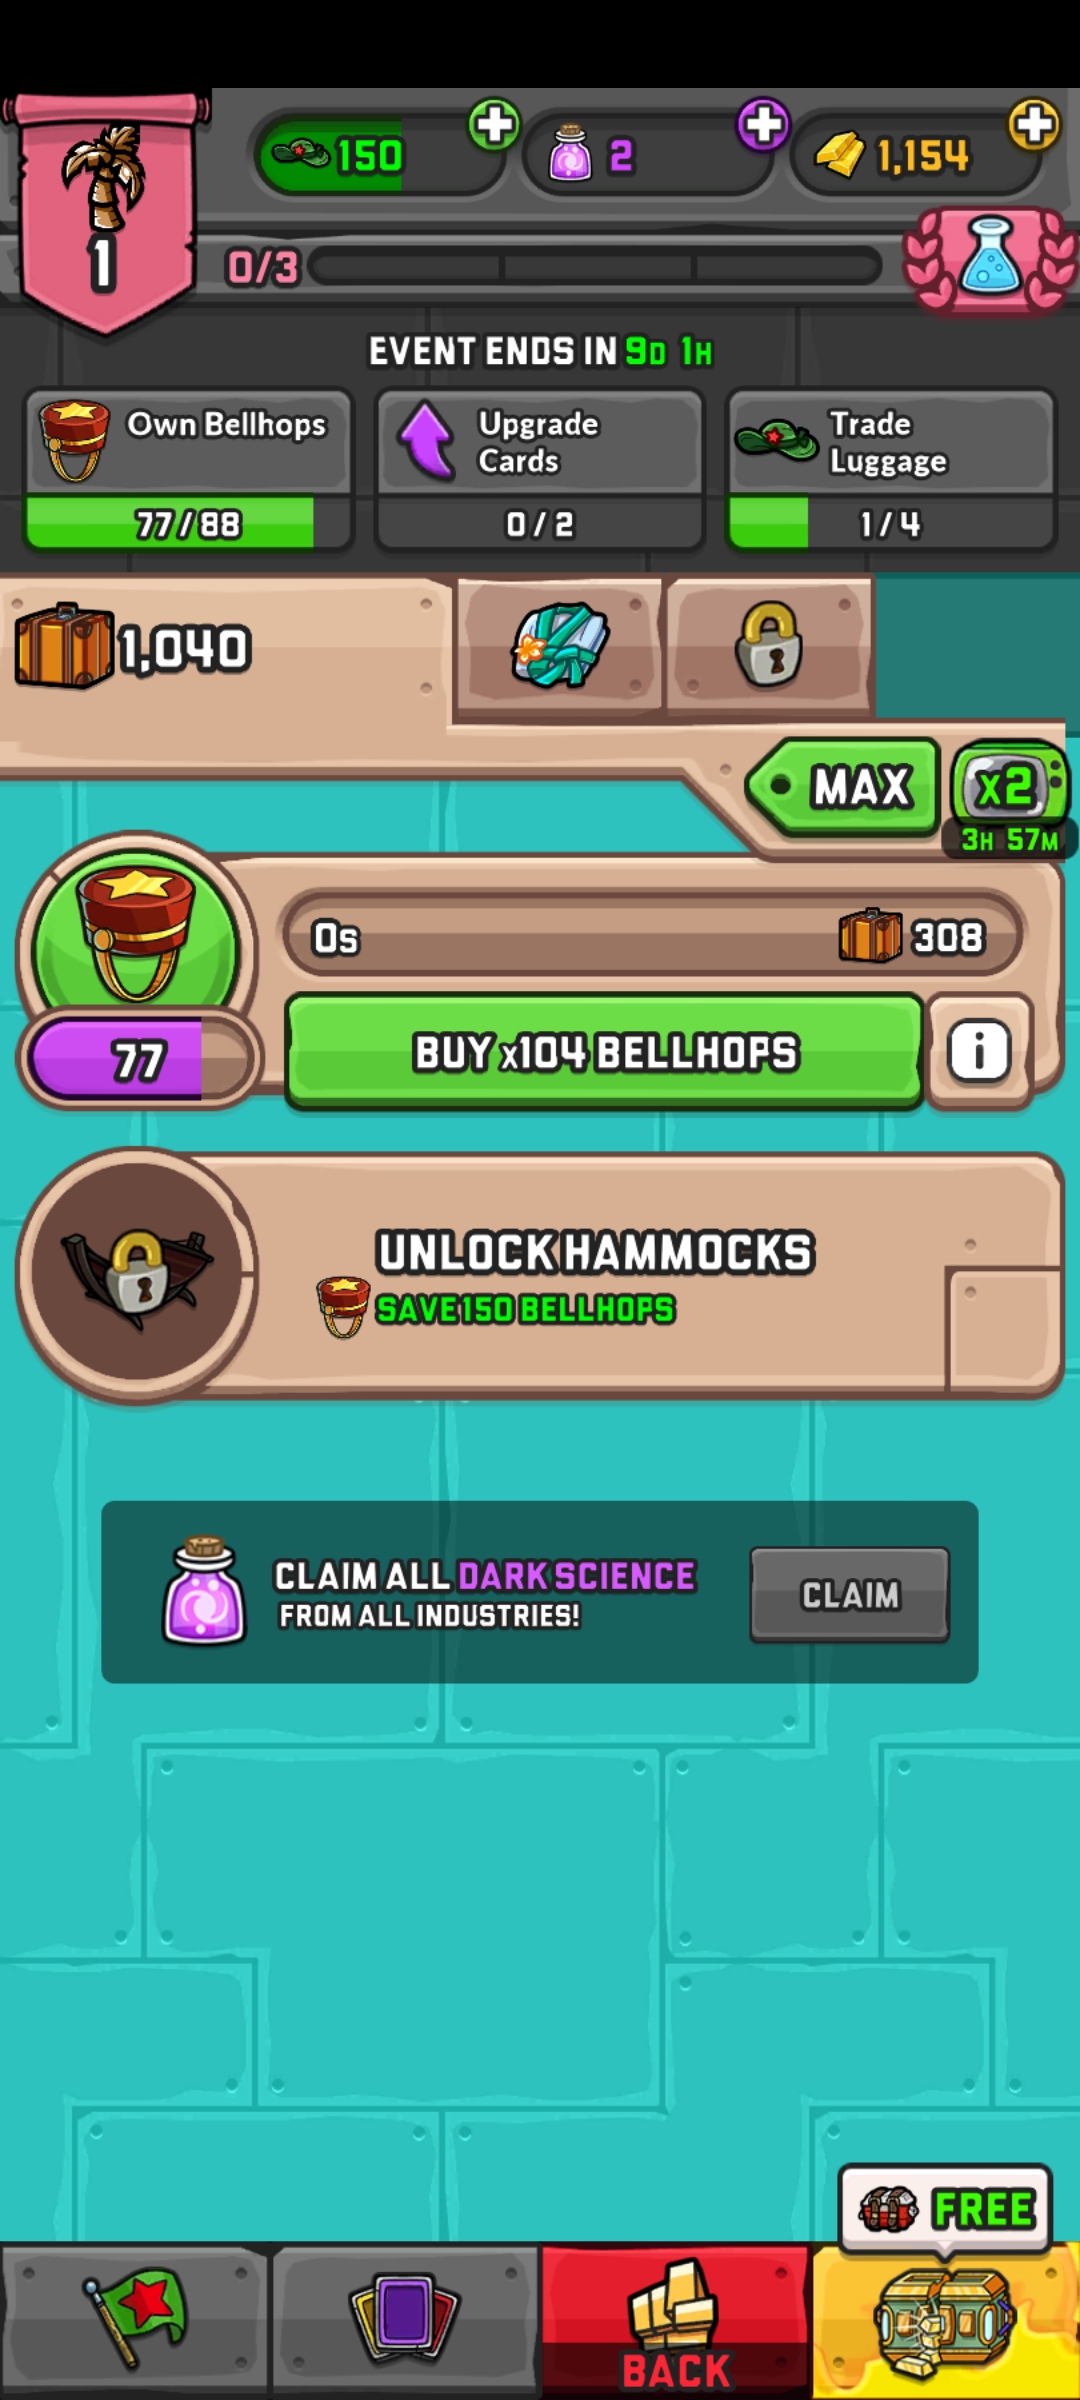 150
2
1,154
1
0/3
EVENT ENDS IN 9D 1H
Own Bellhops
77/88
Upgrade
Cards
0/2
Trade
Luggage
1/4
1,040
MAX
x2
3H 57M
0s
308
77
BUY x104 BELLHOPS
i
UNLOCK HAMMOCKS
SAVE 150 BELLHOPS
CLAIM ALL DARK SCIENCE
FROM ALL INDUSTRIES!
CLAIM
FREE
BACK